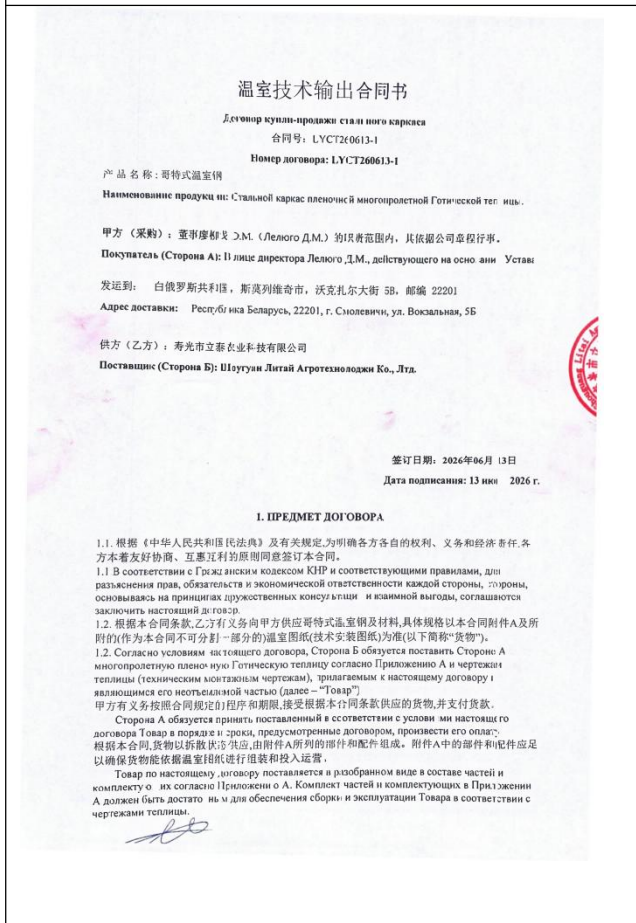 温室技术输出合同书
Договор купли-продажи стального каркаса
合同号：LYCT260613-1
Номер договора: LYCT260613-1
产 品 名 称：哥特式温室钢
Наименование продукции: Стальной каркас пленочной многопролетной Готической теплицы.
甲方（采购）：董事廖柳 Э.М.（Лелюго Д.М.）的职责范围内，其依据公司章程行事。
Покупатель (Сторона А): В лице директора Лелюго Д.М., действующего на основании Устава
发运到： 白俄罗斯共和国，斯莫列维奇市，沃克扎尔大街 5B，邮编 22201
Адрес доставки: Республика Беларусь, 22201, г. Смолевичи, ул. Вокзальная, 5Б
供方（乙方）：寿光市立泰农业科技有限公司
Поставщик (Сторона Б): Шоугуан Литай Агротехнолоджи Ко., Лтд.
Litai
签订日期：2026年06月 13日
Дата подписания: 13 июн 2026 г.
1. ПРЕДМЕТ ДОГОВОРА
1.1. 根据《中华人民共和国民法典》及有关规定,为明确各方各自的权利、义务和经济责任,各
方本着友好协商、互惠互利的原则同意签订本合同。
1.1 В соответствии с Гражданским кодексом КНР и соответствующими правилами, для
разъяснения прав, обязательств и экономической ответственности каждой стороны, стороны,
основываясь на принципах дружественных консультации и взаимной выгоды, соглашаются
заключить настоящий договор.
1.2. 根据本合同条款,乙方有义务向甲方供应哥特式温室钢及材料,具体规格以本合同附件A及所
附的(作为本合同不可分割一部分的)温室图纸(技术安装图纸)为准(以下简称“货物”)。
1.2. Согласно условиям настоящего договора, Сторона Б обязуется поставить Стороне А
многопролетную пленочную Готическую теплицу согласно Приложению А и чертежам
теплицы (техническим монтажным чертежам), прилагаемым к настоящему договору и
являющимся его неотъемлемой частью (далее – “Товар”)
甲方有义务按照合同规定的程序和期限,接受根据本合同条款供应的货物,并支付货款.
Сторона А обязуется принять поставленный в соответствии с условиями настоящего
договора Товар в порядке и сроки, предусмотренные договором, произвести его оплату.
根据本合同,货物以拆散状态供应,由附件A所列的部件和配件组成。附件A中的部件和配件应足
以确保货物能依据温室图纸进行组装和投入运营。
Товар по настоящему договору поставляется в разобранном виде в составе частей и
комплектую их согласно Приложению А. Комплект частей и комплектующих в Приложении
А должен быть достаточным для обеспечения сборки и эксплуатации Товара в соответствии с
чертежами теплицы.